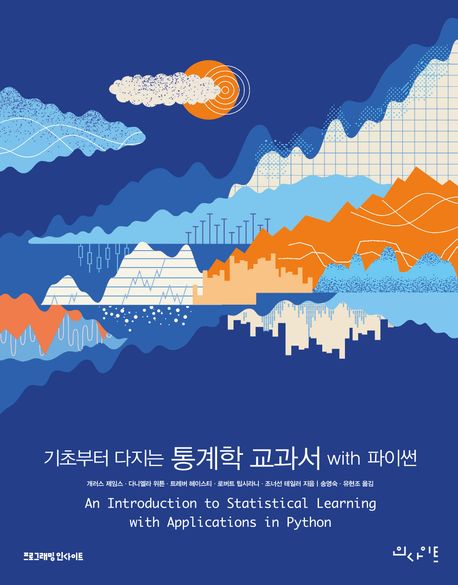 기초부터 다지는 통계학 교과서 with 파이썬
개러스 제임스 · 다니엘라 위튼 · 트레버 헤이스티 · 로버트 팁시라니 · 조너선 테일러 지음 | 송영숙 · 유현조 옮김
An Introduction to Statistical Learning
with Applications in Python
프로그래밍 인사이트
인사이트